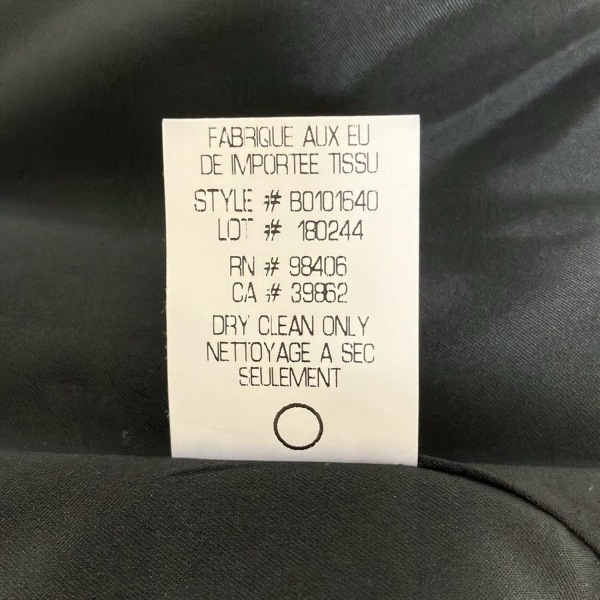 FABRIQUE AUX EU
DE IMPORTEE TISSU
STYLE # B0101640
LOT # 180244
RN # 98406
CA # 39862
DRY CLEAN ONLY
NETTOYAGE A SEC
SEULEMENT